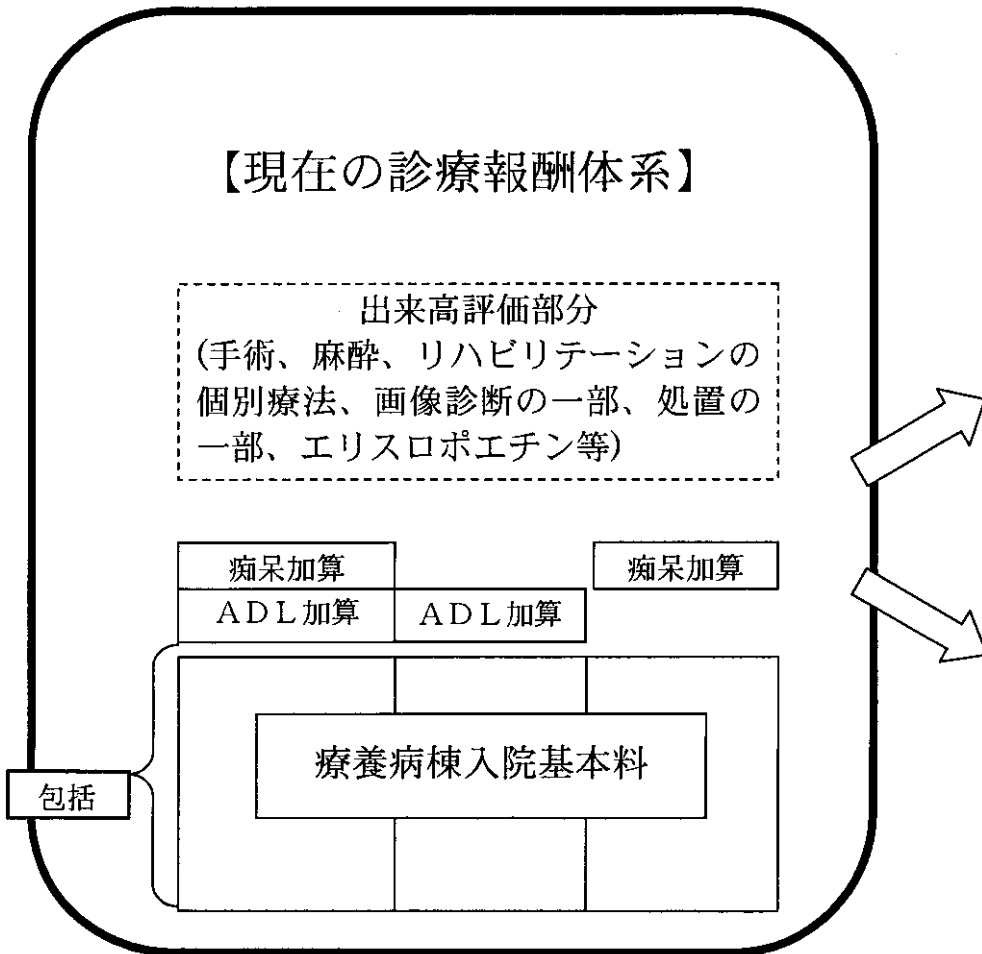 【現在の診療報酬体系】
出来高評価部分
(手術、麻酔、リハビリテーションの
個別療法、画像診断の一部、処置の
一部、エリスロポエチン等)
痴呆加算
痴呆加算
ADL加算
ADL加算
療養病棟入院基本料
包括